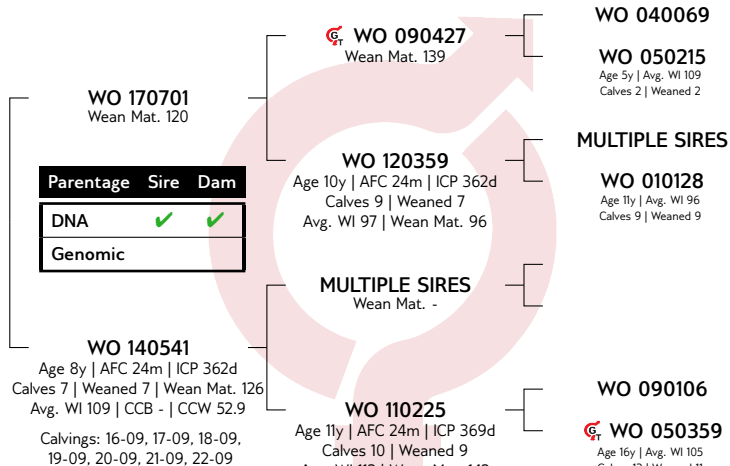 WO 040069
WO 090427
Wean Mat. 139
WO 050215
Age 5y | Avg. WI 109
Calves 2 | Weaned 2
WO 170701
Wean Mat. 120
MULTIPLE SIRES
WO 120359
Age 10y | AFC 24m | ICP 362d
Calves 9 | Weaned 7
Avg. WI 97 | Wean Mat. 96
WO 010128
Age 11y | Avg. WI 96
Calves 9 | Weaned 9
Parentage Sire Dam
DNA ✔ ✔
Genomic
MULTIPLE SIRES
Wean Mat. -
WO 140541
Age 8y | AFC 24m | ICP 362d
Calves 7 | Weaned 7 | Wean Mat. 126
Avg. WI 109 | CCB - | CCW 52.9
Calvings: 16-09, 17-09, 18-09,
19-09, 20-09, 21-09, 22-09
WO 090106
WO 110225
Age 11y | AFC 24m | ICP 369d
Calves 10 | Weaned 9
WO 050359
Age 16y | Avg. WI 105